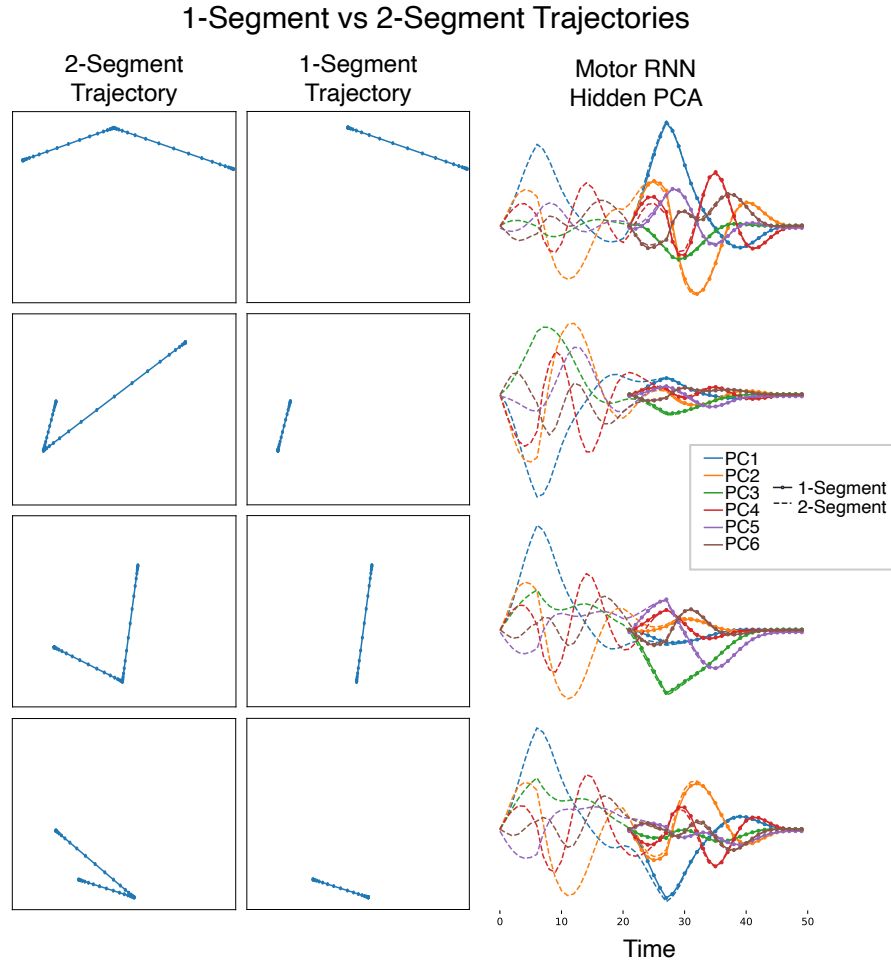 1-Segment vs 2-Segment Trajectories
2-Segment
Trajectory
1-Segment
Trajectory
Motor RNN
Hidden PCA
PC1
PC2
PC3
PC4
PC5
PC6
1-Segment
2-Segment
0 10 20 30 40 50
Time